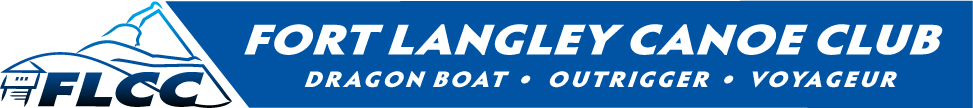 FLCC
FORT LANGLEY CANOE CLUB
DRAGON BOAT • OUTRIGGER • VOYAGEUR